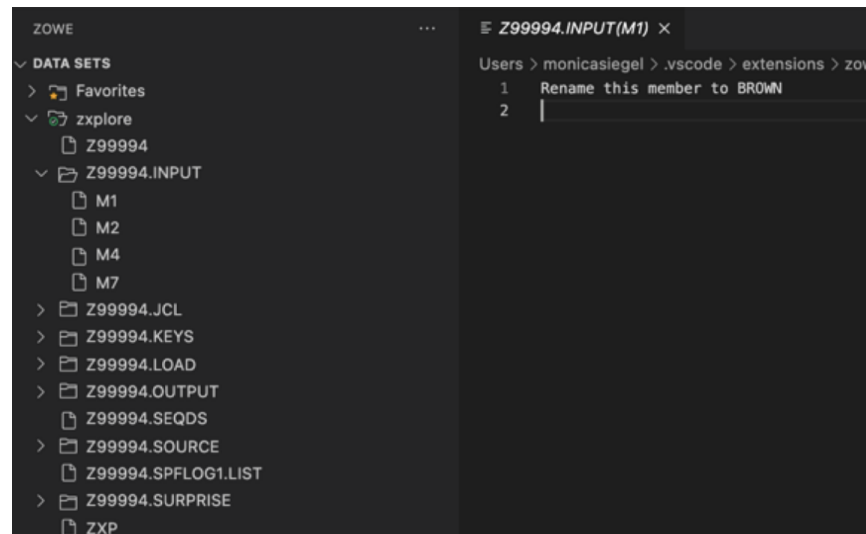 ZOWE
DATA SETS
Favorites
zxplore
Z99994
Z99994.INPUT
M1
M2
M4
M7
Z99994.JCL
Z99994.KEYS
Z99994.LOAD
Z99994.OUTPUT
Z99994.SEQDS
Z99994.SOURCE
Z99994.SPFLOG1.LIST
Z99994.SURPRISE
ZXP
Z99994.INPUT(M1) ×
Users > monicasiegel > .vscode > extensions >
1 Rename this member to BROWN
2